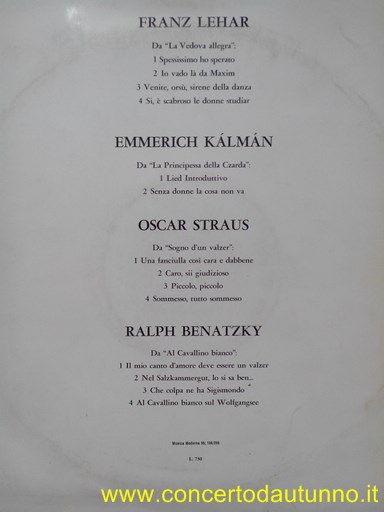 FRANZ LEHAR
Da "La Vedova allegra":
1 Spessissimo ho sperato
2 Io vado là da Maxim
3 Venite, orsù, sirene della danza
4 Sì, è scabroso le donne studiar
EMMERICH KÁLMÁN
Da "La Principessa della Czarda":
1 Lied Introduttivo
2 Senza donne la cosa non va
OSCAR STRAUS
Da "Sogno d'un valzer":
1 Una fanciulla così cara e dabbene
2 Caro, sii giudizioso
3 Piccolo, piccolo
4 Sommesso, tutto sommesso
RALPH BENATZKY
Da "Al Cavallino bianco":
1 Il mio canto d'amore deve essere un valzer
2 Nel Salzkammergut, lo si sa ben..
3 Che colpa ne ha Sigismondo
4 Al Cavallino bianco sul Wolfgangsee
L. 750
www.concertodautunno.it